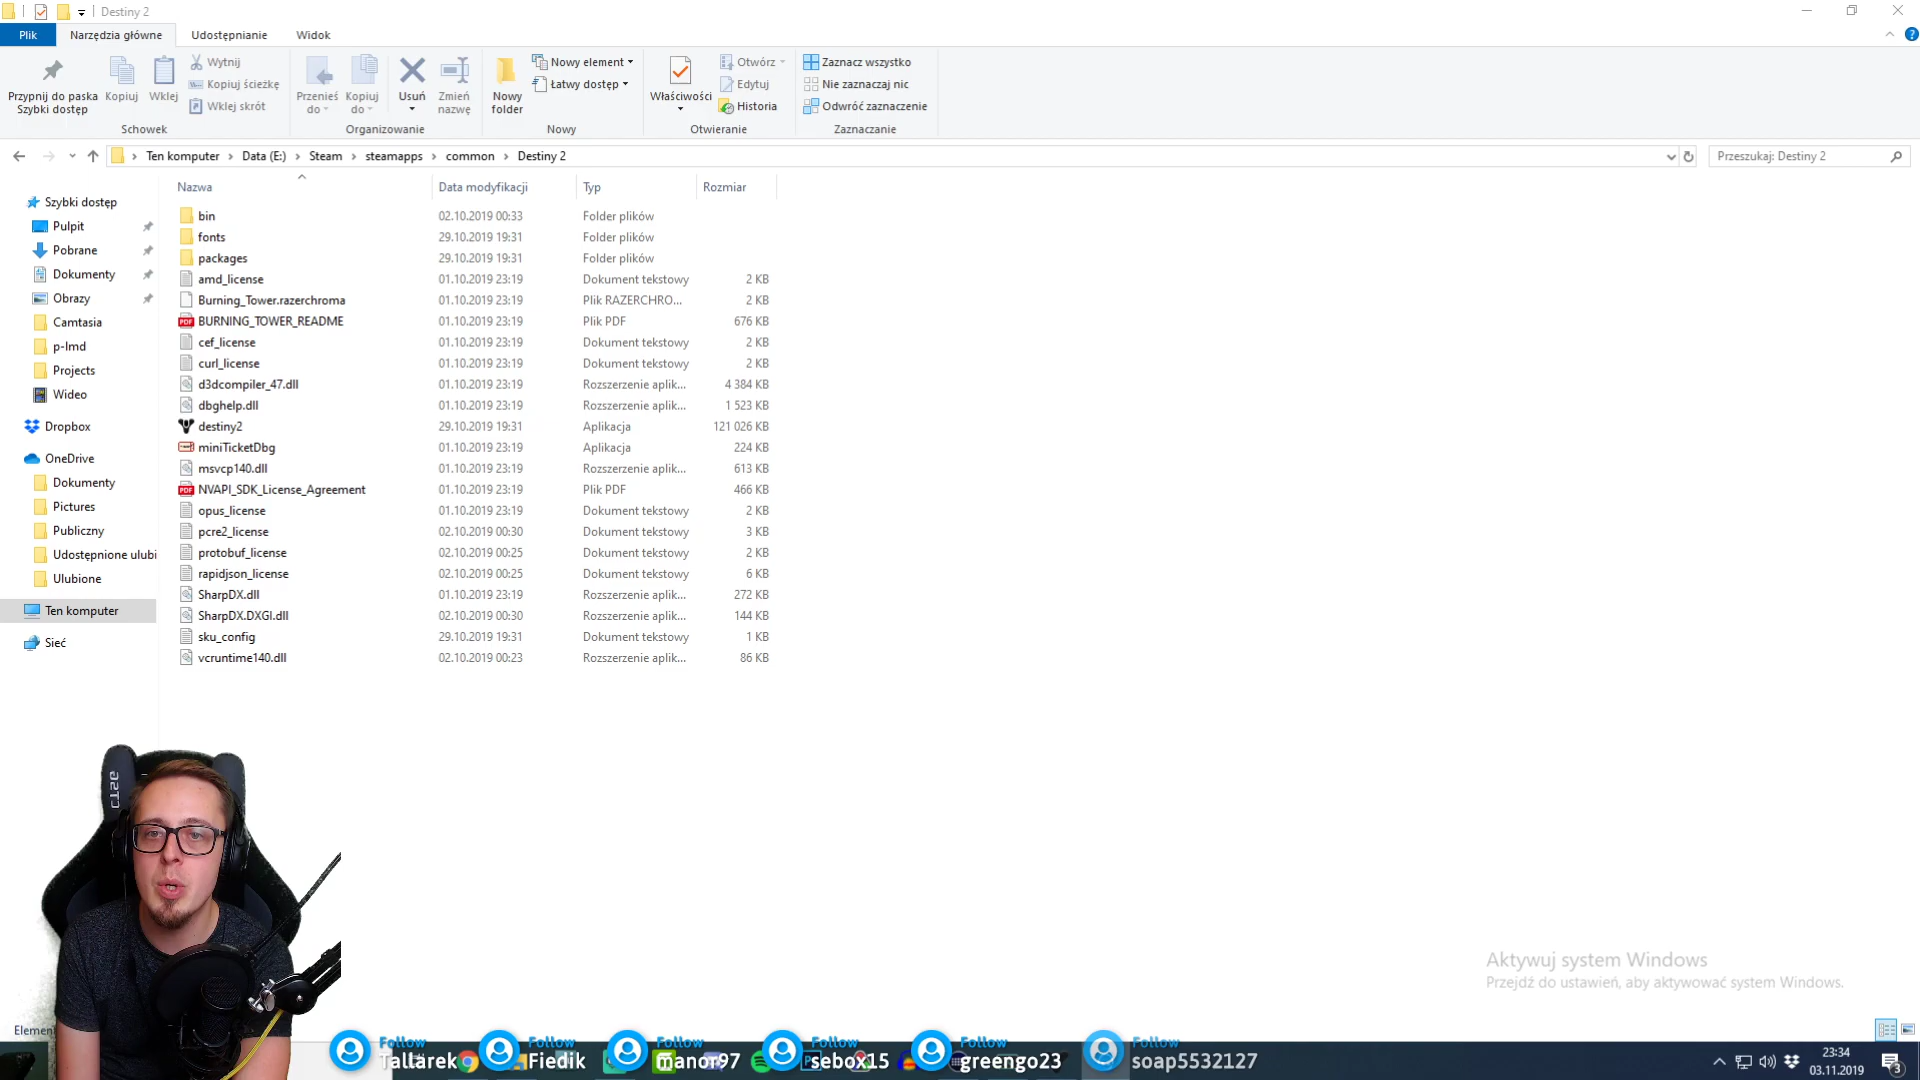 Destiny 2
Plik
Narzędzia główne
Udostępnianie
Widok
Przypnij do paska
Szybki dostęp
Kopiuj
Wklej
Wytnij
Kopiuj ścieżkę
Wklej skrót
Schowek
Przenieś
do
Kopiuj
do
Usuń
Zmień
nazwę
Organizowanie
Nowy
folder
Nowy element
Łatwy dostęp
Nowy
Właściwości
Otwórz
Edytuj
Historia
Otwieranie
Zaznacz wszystko
Nie zaznaczaj nic
Odwróć zaznaczenie
Zaznaczanie
Ten komputer > Data (E:) > Steam > steamapps > common > Destiny 2
Przeszukaj: Destiny 2
Szybki dostęp
Pulpit
Pobrane
Dokumenty
Obrazy
Camtasia
p-lmd
Projects
Wideo
Dropbox
OneDrive
Dokumenty
Pictures
Publiczny
Udostępnione ulubi
Ulubione
Ten komputer
Sieć
Nazwa Data modyfikacji Typ Rozmiar
bin 02.10.2019 00:33 Folder plików
fonts 29.10.2019 19:31 Folder plików
packages 29.10.2019 19:31 Folder plików
amd_license 01.10.2019 23:19 Dokument tekstowy 2 KB
Burning_Tower.razerchroma 01.10.2019 23:19 Plik RAZERCHRO... 2 KB
BURNING_TOWER_README 01.10.2019 23:19 Plik PDF 676 KB
cef_license 01.10.2019 23:19 Dokument tekstowy 2 KB
curl_license 01.10.2019 23:19 Dokument tekstowy 2 KB
d3dcompiler_47.dll 01.10.2019 23:19 Rozszerzenie aplik... 4 384 KB
dbghelp.dll 01.10.2019 23:19 Rozszerzenie aplik... 1 523 KB
destiny2 29.10.2019 19:31 Aplikacja 121 026 KB
miniTicketDbg 01.10.2019 23:19 Aplikacja 224 KB
msvcp140.dll 01.10.2019 23:19 Rozszerzenie aplik... 613 KB
NVAPI_SDK_License_Agreement 01.10.2019 23:19 Plik PDF 466 KB
opus_license 01.10.2019 23:19 Dokument tekstowy 2 KB
pcre2_license 02.10.2019 00:30 Dokument tekstowy 3 KB
protobuf_license 02.10.2019 00:25 Dokument tekstowy 2 KB
rapidjson_license 02.10.2019 00:25 Dokument tekstowy 6 KB
SharpDX.dll 01.10.2019 23:19 Rozszerzenie aplik... 272 KB
SharpDX.DXGI.dll 02.10.2019 00:30 Rozszerzenie aplik... 144 KB
sku_config 29.10.2019 19:31 Dokument tekstowy 1 KB
vcruntime140.dll 02.10.2019 00:23 Rozszerzenie aplik... 86 KB
Aktywuj system Windows
Przejdź do ustawień, aby aktywować system Windows.
Follow Follow Follow Follow Follow Follow
Tallarek Fiedik manor97 sebox15 greengo23 soap5532127
23:34
03.11.2019
3